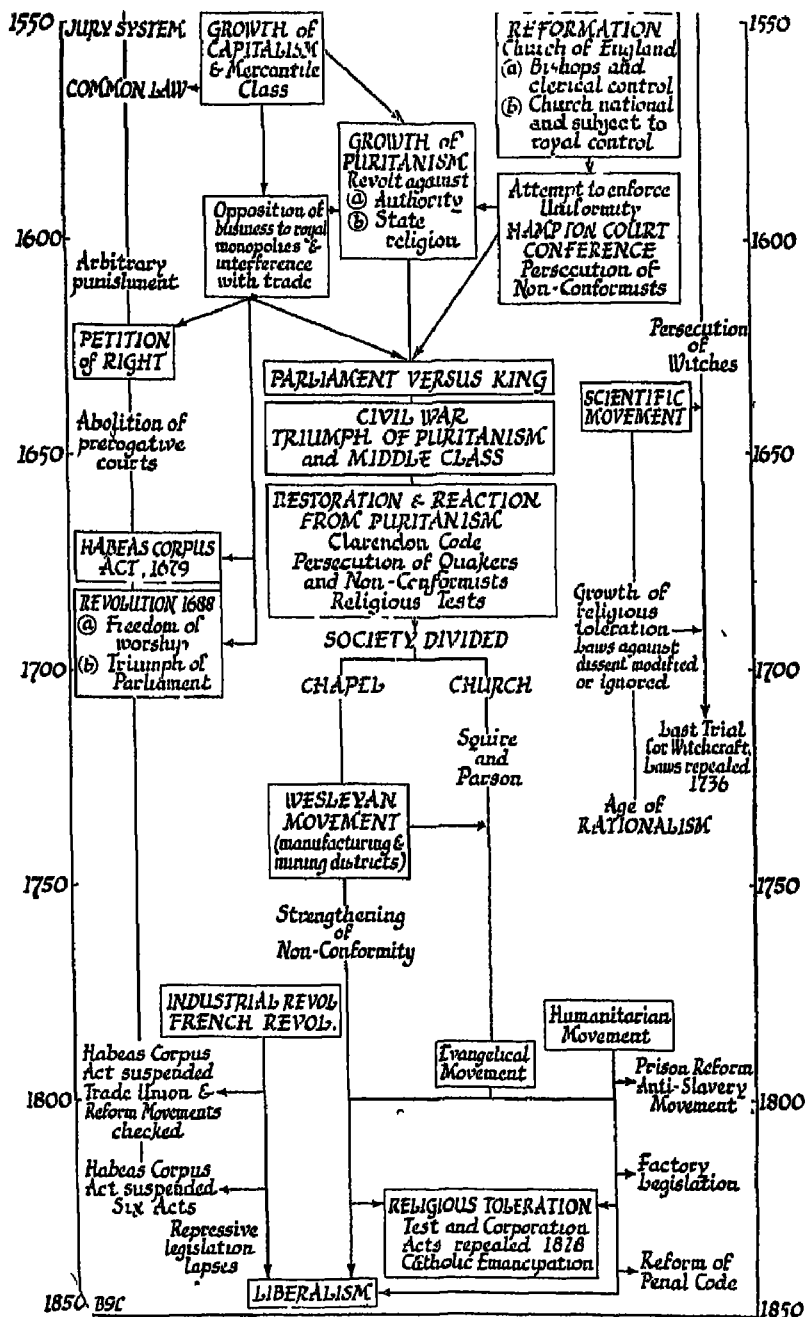 1550
JURY SYSTEM
COMMON LAW
GROWTH of
CAPITALISM
& Mercantile
Class
REFORMATION
Church of England
(a) Bishops and
clerical control
(b) Church national
and subject to
royal control
1550
GROWTH of
PURITANISM
Revolt against
(a) Authority
(b) State
religion
Opposition of
business to royal
monopolies &
interference
with trade
Attempt to enforce
Uniformity
HAMPTON COURT
CONFERENCE
Persecution of
Non-Conformists
1600
1600
Arbitrary
punishment
PETITION
of RIGHT
Persecution
of
Witches
PARLIAMENT VERSUS KING
SCIENTIFIC
MOVEMENT
Abolition of
prerogative
courts
CIVIL WAR
TRIUMPH OF PURITANISM
and MIDDLE CLASS
1650
1650
RESTORATION & REACTION
FROM PURITANISM
Clarendon Code
Persecution of Quakers
and Non-Conformists
Religious Tests
HABEAS CORPUS
ACT, 1679
REVOLUTION 1688
(a) Freedom of
worship
(b) Triumph of
Parliament
Growth of
religious
toleration
Laws against
dissent modified
or ignored
SOCIETY DIVIDED
1700
1700
CHAPEL
CHURCH
Squire
and
Parson
Last Trial
for Witchcraft.
Laws repealed
1736
Age of
RATIONALISM
WESLEYAN
MOVEMENT
(manufacturing &
mining districts)
1750
1750
Strengthening
of
Non-Conformity
INDUSTRIAL REVOL
FRENCH REVOL.
Humanitarian
Movement
Habeas Corpus
Act suspended
Trade Union &
Reform Movements
checked
Evangelical
Movement
Prison Reform
Anti-Slavery
Movement
1800
1800
Habeas Corpus
Act suspended
Six Acts
Factory
Legislation
Repressive
legislation
lapses
RELIGIOUS TOLERATION
Test and Corporation
Acts repealed 1828
Catholic Emancipation
Reform of
Penal Code
LIBERALISM
1850 B9C
1850